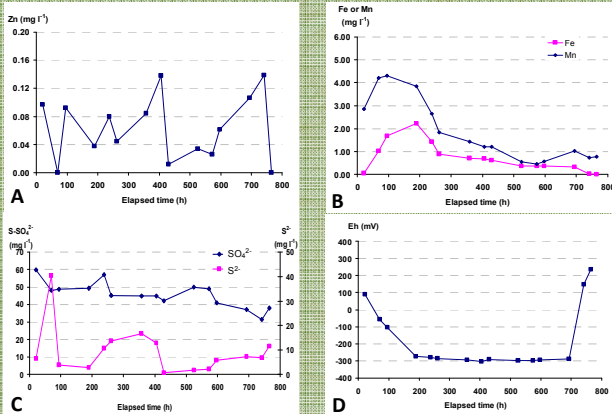 Zn (mg l⁻¹)
0.20
0.16
0.12
0.08
0.04
0.00
0 100 200 300 400 500 600 700 800
Elapsed time (h)
A
Fe or Mn
(mg l⁻¹)
6.00
5.00
4.00
3.00
2.00
1.00
0.00
Fe
Mn
0 100 200 300 400 500 600 700 800
Elapsed time (h)
B
S-SO₄²⁻
(mg l⁻¹)
S²⁻
(mg l⁻¹)
70
60
50
40
30
20
10
0
SO₄²⁻
S²⁻
50
40
30
20
10
0
0 100 200 300 400 500 600 700 800
Elapsed time (h)
C
Eh (mV)
400
300
200
100
0
-100
-200
-300
-400
0 100 200 300 400 500 600 700 800
Elapsed time (h)
D